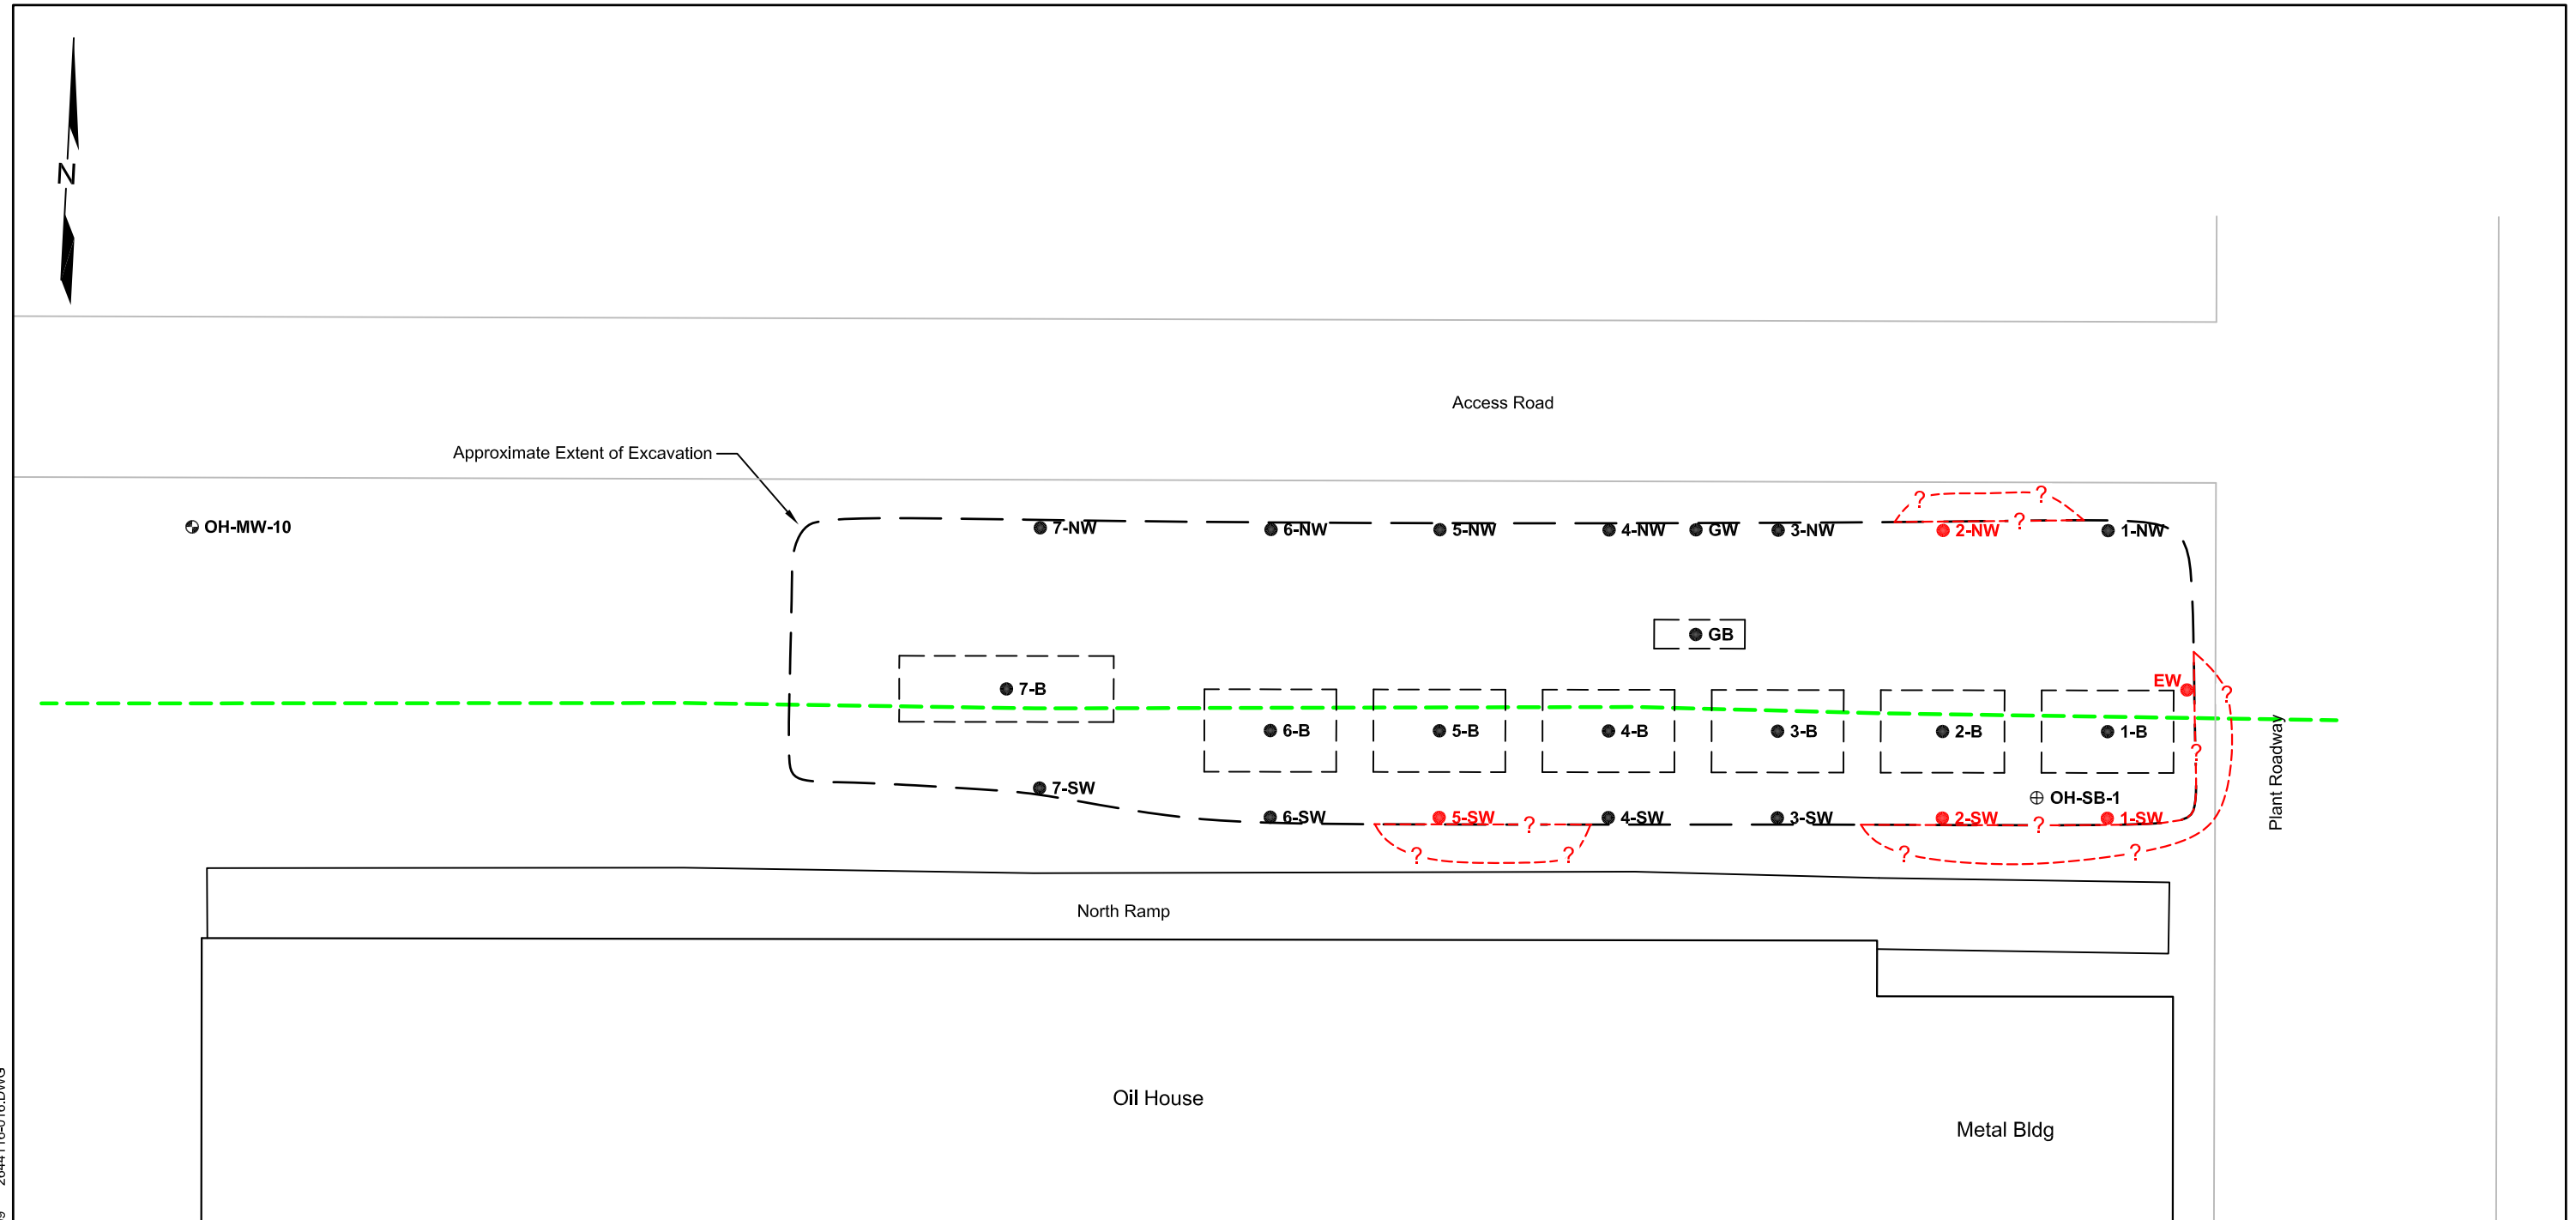 N
Access Road
Approximate Extent of Excavation
? ?
?
OH-MW-10
7-NW
6-NW
5-NW
4-NW
GW
3-NW
2-NW
1-NW
GB
EW
?
7-B
6-B
5-B
4-B
3-B
2-B
1-B
?
Plant Roadway
7-SW
OH-SB-1
6-SW
5-SW
?
4-SW
3-SW
2-SW
?
1-SW
? ?
? ?
North Ramp
Oil House
Metal Bldg